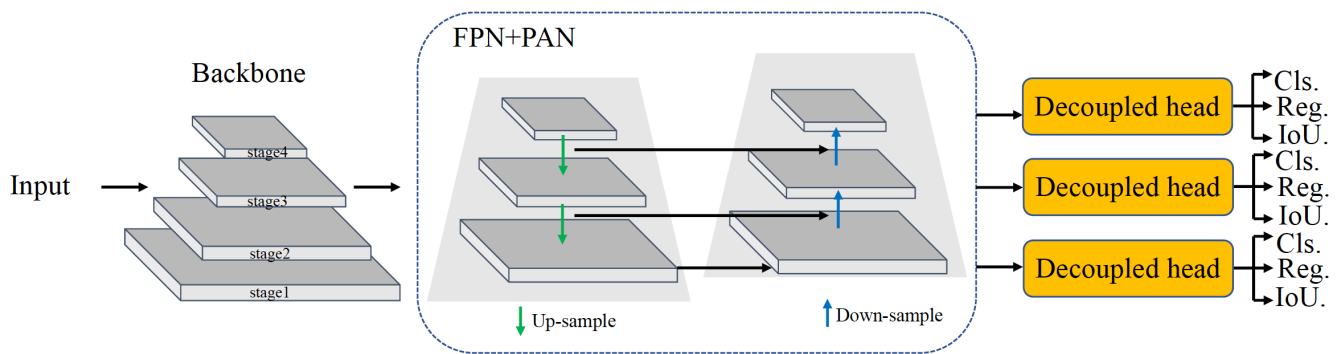 Input
Backbone
stage4
stage3
stage2
stage1
FPN+PAN
Up-sample
Down-sample
Decoupled head
Cls.
Reg.
IoU.
Decoupled head
Cls.
Reg.
IoU.
Decoupled head
Cls.
Reg.
IoU.